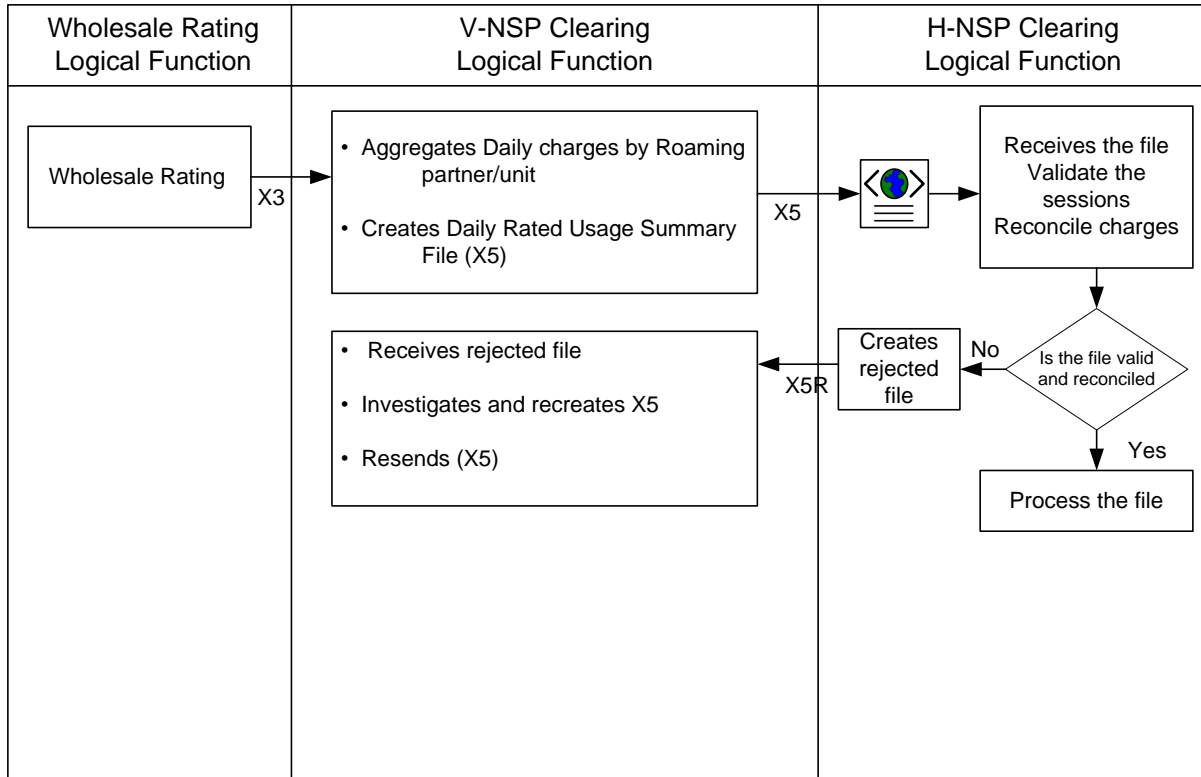 Wholesale Rating
Logical Function
V-NSP Clearing
Logical Function
H-NSP Clearing
Logical Function
Wholesale Rating
X3
• Aggregates Daily charges by Roaming
partner/unit
• Creates Daily Rated Usage Summary
File (X5)
X5
< >
Receives the file
Validate the
sessions
Reconcile charges
• Receives rejected file
• Investigates and recreates X5
• Resends (X5)
X5R
Creates
rejected
file
No
Is the file valid
and reconciled
Yes
Process the file